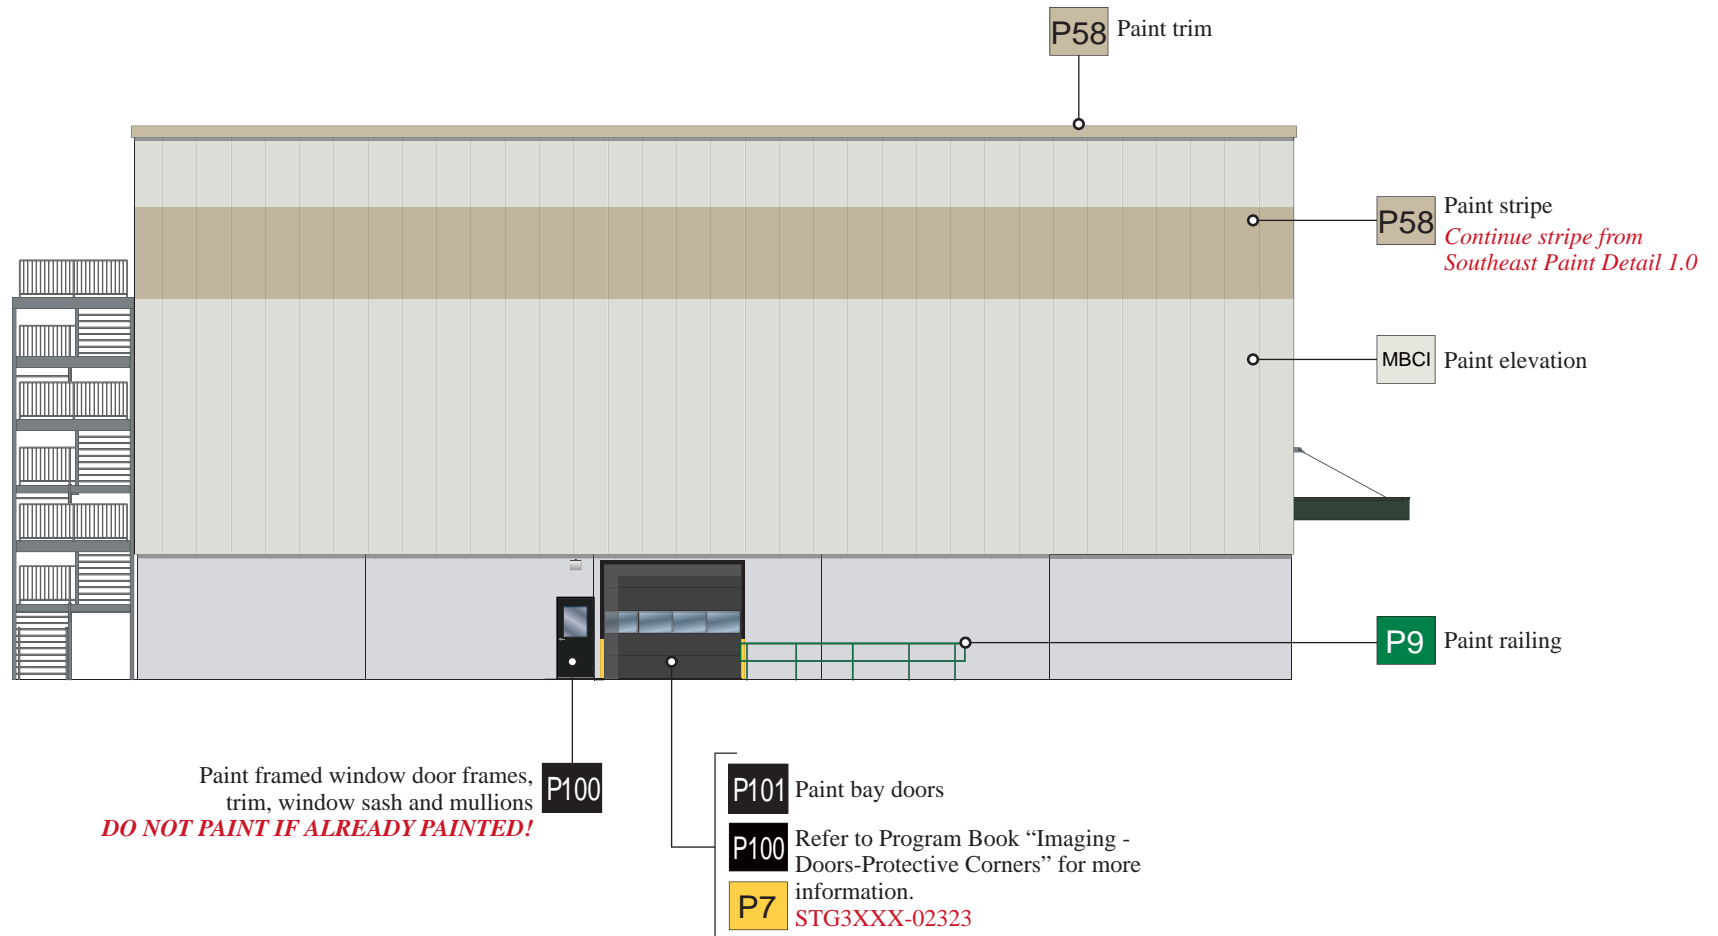 P58 Paint trim
P58 Paint stripe
Continue stripe from
Southeast Paint Detail 1.0
MBCI Paint elevation
P9 Paint railing
Paint framed window door frames,
trim, window sash and mullions
DO NOT PAINT IF ALREADY PAINTED!
P100
P101 Paint bay doors
P100 Refer to Program Book “Imaging -
Doors-Protective Corners” for more
information.
P7
STG3XXX-02323